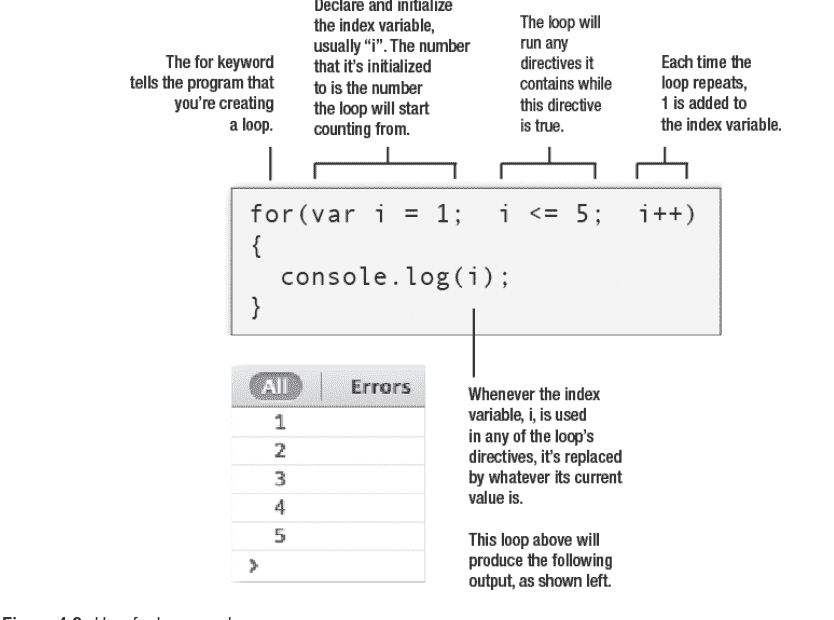 The for keyword
tells the program that
you're creating
a loop.
Declare and initialize
the index variable,
usually “i”. The number
that it's initialized
to is the number
the loop will start
counting from.
The loop will
run any
directives it
contains while
this directive
is true.
Each time the
loop repeats,
1 is added to
the index variable.
for(var i = 1; i <= 5; i++)
{
console.log(i);
}
All Errors
1
2
3
4
5
>
Whenever the index
variable, i, is used
in any of the loop's
directives, it's replaced
by whatever its current
value is.
This loop above will
produce the following
output, as shown left.